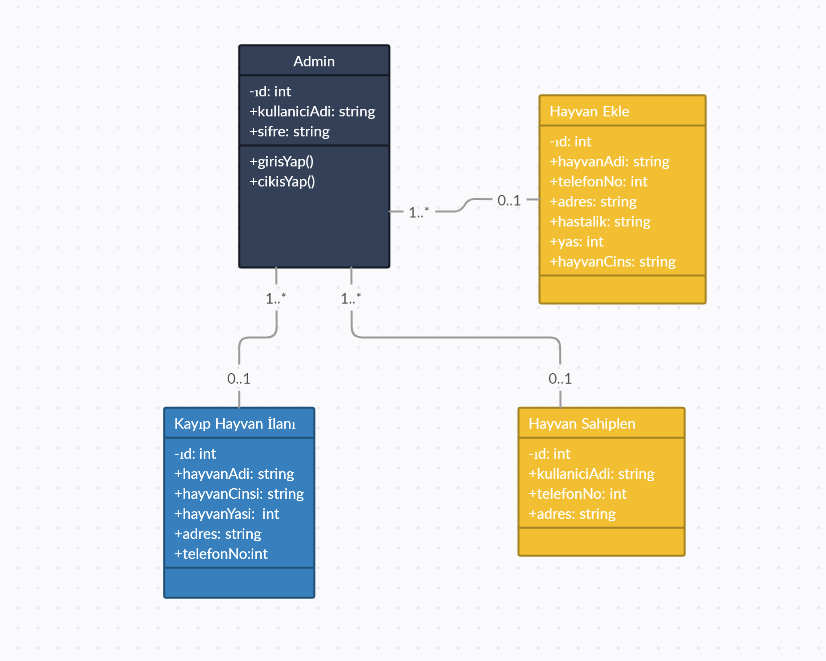 Admin
-ıd: int
+kullaniciAdi: string
+sifre: string
+girisYap()
+cikisYap()
1..*
0..1
Hayvan Ekle
-ıd: int
+hayvanAdi: string
+telefonNo: int
+adres: string
+hastalik: string
+yas: int
+hayvanCins: string
1..*
1..*
0..1
0..1
Kayıp Hayvan İlanı
-ıd: int
+hayvanAdi: string
+hayvanCinsi: string
+hayvanYasi:  int
+adres: string
+telefonNo:int
Hayvan Sahiplen
-ıd: int
+kullaniciAdi: string
+telefonNo: int
+adres: string